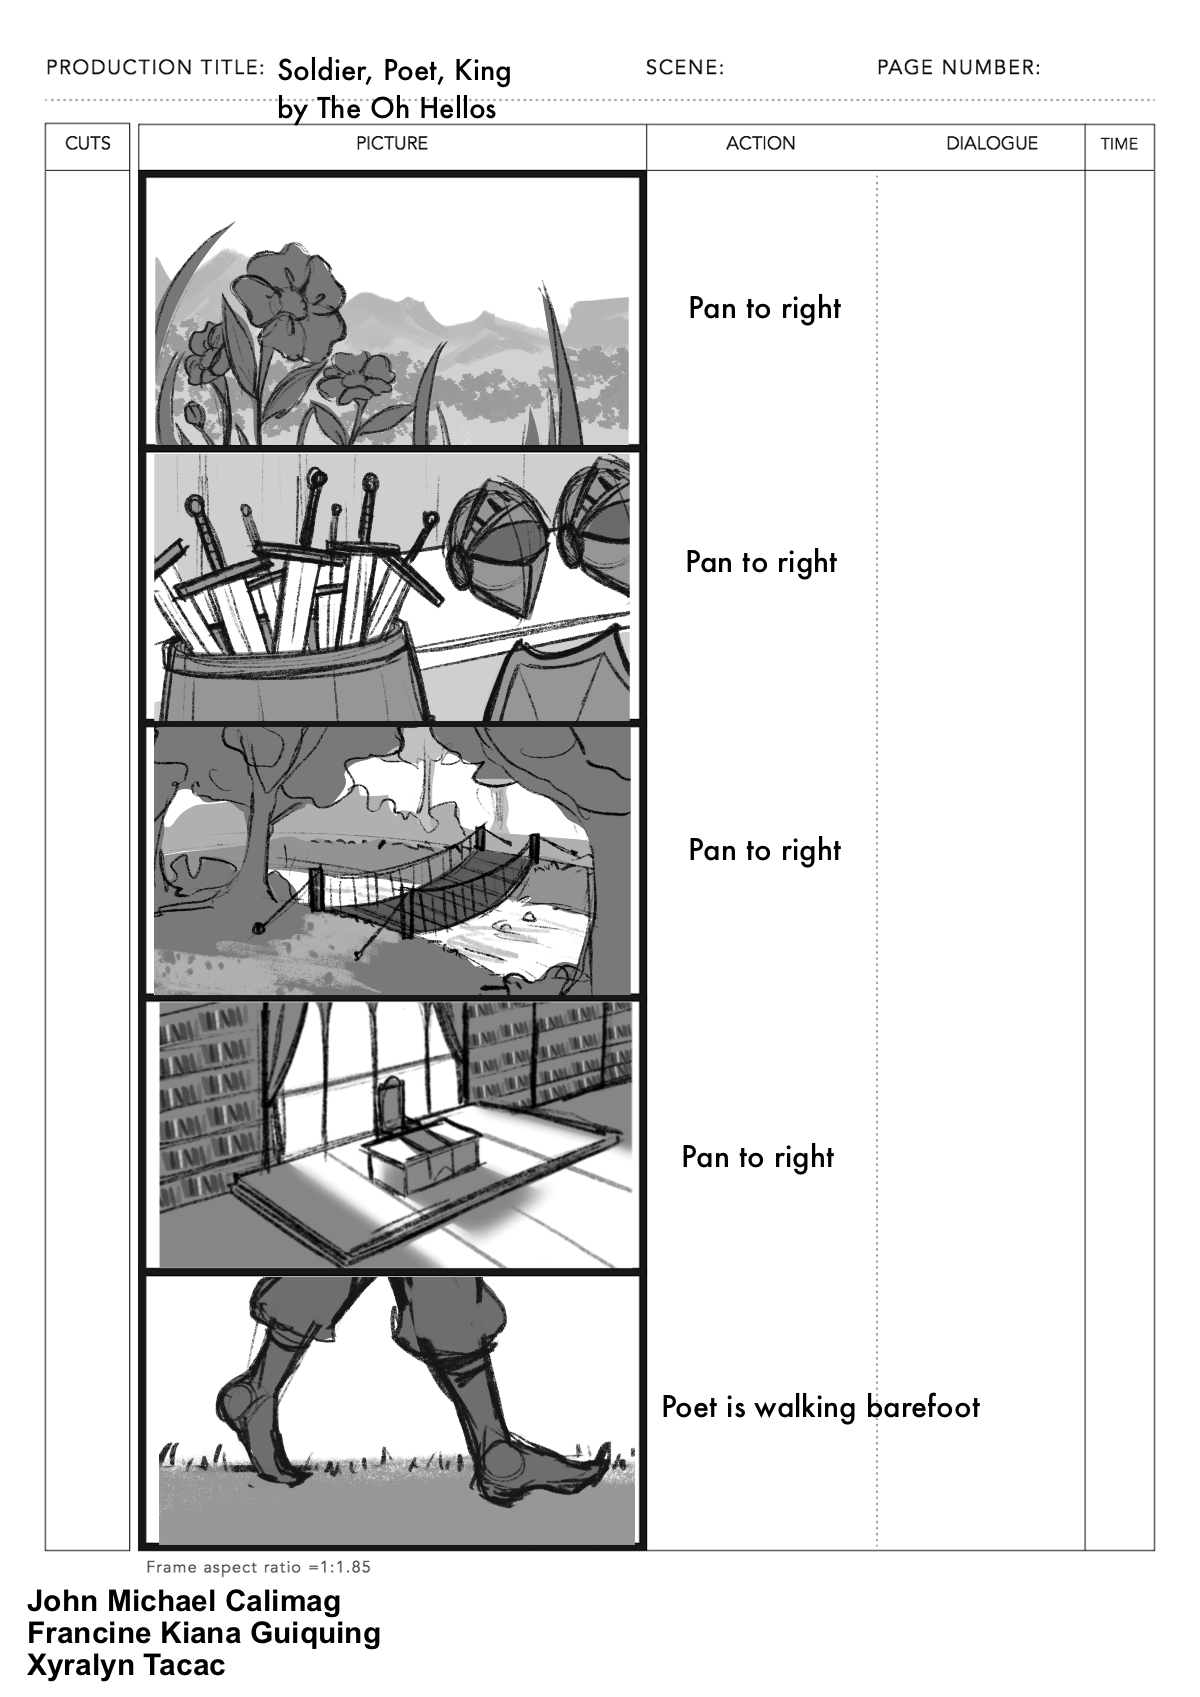 PRODUCTION TITLE: Soldier, Poet, King
by The Oh Hellos
SCENE:
PAGE NUMBER:
CUTS
PICTURE
ACTION
DIALOGUE
TIME
Pan to right
Pan to right
Pan to right
Pan to right
Poet is walking barefoot
Frame aspect ratio =1:1.85
John Michael Calimag
Francine Kiana Guiquing
Xyralyn Tacac